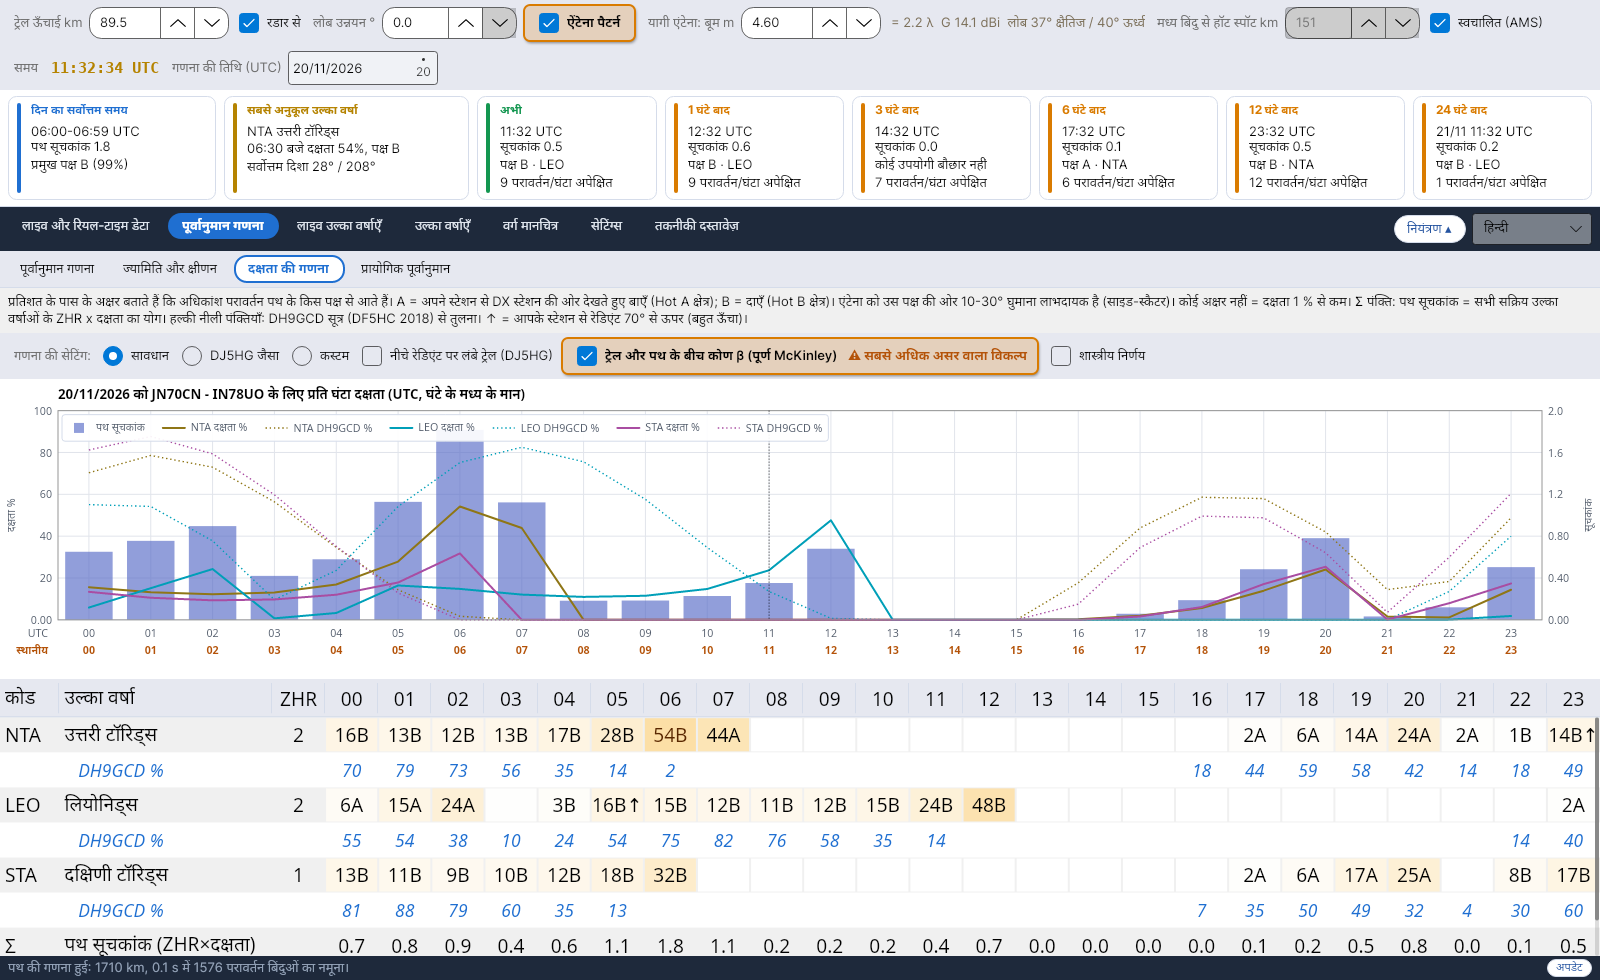 ट्रेल ऊँचाई km 89.5 रडार से लोब उन्नयन ° 0.0 ऐंटेना पैटर्न यागी एंटेना: बूम m 4.60 = 2.2 λ G 14.1 dBi लोब 37° क्षैतिज / 40° ऊर्ध्व मध्य बिंदु से हॉट स्पॉट km 151 स्वचालित (AMS)
समय 11:32:34 UTC गणना की तिथि (UTC) 20/11/2026 20
दिन का सर्वोत्तम समय
06:00-06:59 UTC
पथ सूचकांक 1.8
प्रमुख पक्ष B (99%)
सबसे अनुकूल उल्का वर्षा
NTA उत्तरी टॉरिड्स
06:30 बजे दक्षता 54%, पक्ष B
सर्वोत्तम दिशा 28° / 208°
अभी
11:32 UTC
सूचकांक 0.5
पक्ष B · LEO
9 परावर्तन/घंटा अपेक्षित
1 घंटे बाद
12:32 UTC
सूचकांक 0.6
पक्ष B · LEO
9 परावर्तन/घंटा अपेक्षित
3 घंटे बाद
14:32 UTC
सूचकांक 0.0
कोई उपयोगी बौछार नहीं
7 परावर्तन/घंटा अपेक्षित
6 घंटे बाद
17:32 UTC
सूचकांक 0.1
पक्ष A · NTA
6 परावर्तन/घंटा अपेक्षित
12 घंटे बाद
23:32 UTC
सूचकांक 0.5
पक्ष B · NTA
12 परावर्तन/घंटा अपेक्षित
24 घंटे बाद
21/11 11:32 UTC
सूचकांक 0.2
पक्ष B · LEO
1 परावर्तन/घंटा अपेक्षित
लाइव और रियल-टाइम डेटा पूर्वानुमान गणना लाइव उल्का वर्षाएँ उल्का वर्षाएँ वर्ग मानचित्र सेटिंग्स तकनीकी दस्तावेज़ नियंत्रण ▴ हिन्दी
पूर्वानुमान गणना ज्यामिति और क्षीणन दक्षता की गणना प्रायोगिक पूर्वानुमान
प्रतिशत के पास के अक्षर बताते हैं कि अधिकांश परावर्तन पथ के किस पक्ष से आते हैं। A = अपने स्टेशन से DX स्टेशन की ओर देखते हुए बाएँ (Hot A क्षेत्र); B = दाएँ (Hot B क्षेत्र)। एंटेना को उस पक्ष की ओर 10-30° घुमाना लाभदायक है (साइड-स्कैटर)। कोई अक्षर नहीं = दक्षता 1 % से कम। Σ पंक्ति: पथ सूचकांक = सभी सक्रिय उल्का
वर्षाओं के ZHR x दक्षता का योग। हल्की नीली पंक्तियाँ: DH9GCD सूत्र (DF5HC 2018) से तुलना। ↑ = आपके स्टेशन से रेडिएंट 70° से ऊपर (बहुत ऊँचा)।
गणना की सेटिंग: सावधान DJ5HG जैसा कस्टम नीचे रेडिएंट पर लंबे ट्रेल (DJ5HG) ट्रेल और पथ के बीच कोण β (पूर्ण McKinley) ⚠ सबसे अधिक असर वाला विकल्प शास्त्रीय निर्णय
20/11/2026 को JN70CN - IN78UO के लिए प्रति घंटा दक्षता (UTC, घंटे के मध्य के मान)
पथ सूचकांक NTA दक्षता % NTA DH9GCD % LEO दक्षता % LEO DH9GCD % STA दक्षता % STA DH9GCD %
100 2.0
80 1.6
60 1.2
40 0.80
20 0.40
0.00 0.00
दक्षता %
सूचकांक
UTC 00 01 02 03 04 05 06 07 08 09 10 11 12 13 14 15 16 17 18 19 20 21 22 23
स्थानीय 00 01 02 03 04 05 06 07 08 09 10 11 12 13 14 15 16 17 18 19 20 21 22 23
कोड उल्का वर्षा ZHR 00 01 02 03 04 05 06 07 08 09 10 11 12 13 14 15 16 17 18 19 20 21 22 23
NTA उत्तरी टॉरिड्स 2 16B 13B 12B 13B 17B 28B 54B 44A 2A 6A 14A 24A 2A 1B 14B↑
DH9GCD % 70 79 73 56 35 14 2 18 44 59 58 42 14 18 49
LEO लियोनिड्स 2 6A 15A 24A 3B 16B↑ 15B 12B 11B 12B 15B 24B 48B 2A
DH9GCD % 55 54 38 10 24 54 75 82 76 58 35 14 14 40
STA दक्षिणी टॉरिड्स 1 13B 11B 9B 10B 12B 18B 32B 2A 6A 17A 25A 8B 17B
DH9GCD % 81 88 79 60 35 13 7 35 50 49 32 4 30 60
Σ पथ सूचकांक (ZHR×दक्षता) 0.7 0.8 0.9 0.4 0.6 1.1 1.8 1.1 0.2 0.2 0.2 0.4 0.7 0.0 0.0 0.0 0.0 0.1 0.2 0.5 0.8 0.0 0.1 0.5
पथ की गणना हुई: 1710 km, 0.1 s में 1576 परावर्तन बिंदुओं का नमूना। अपडेट